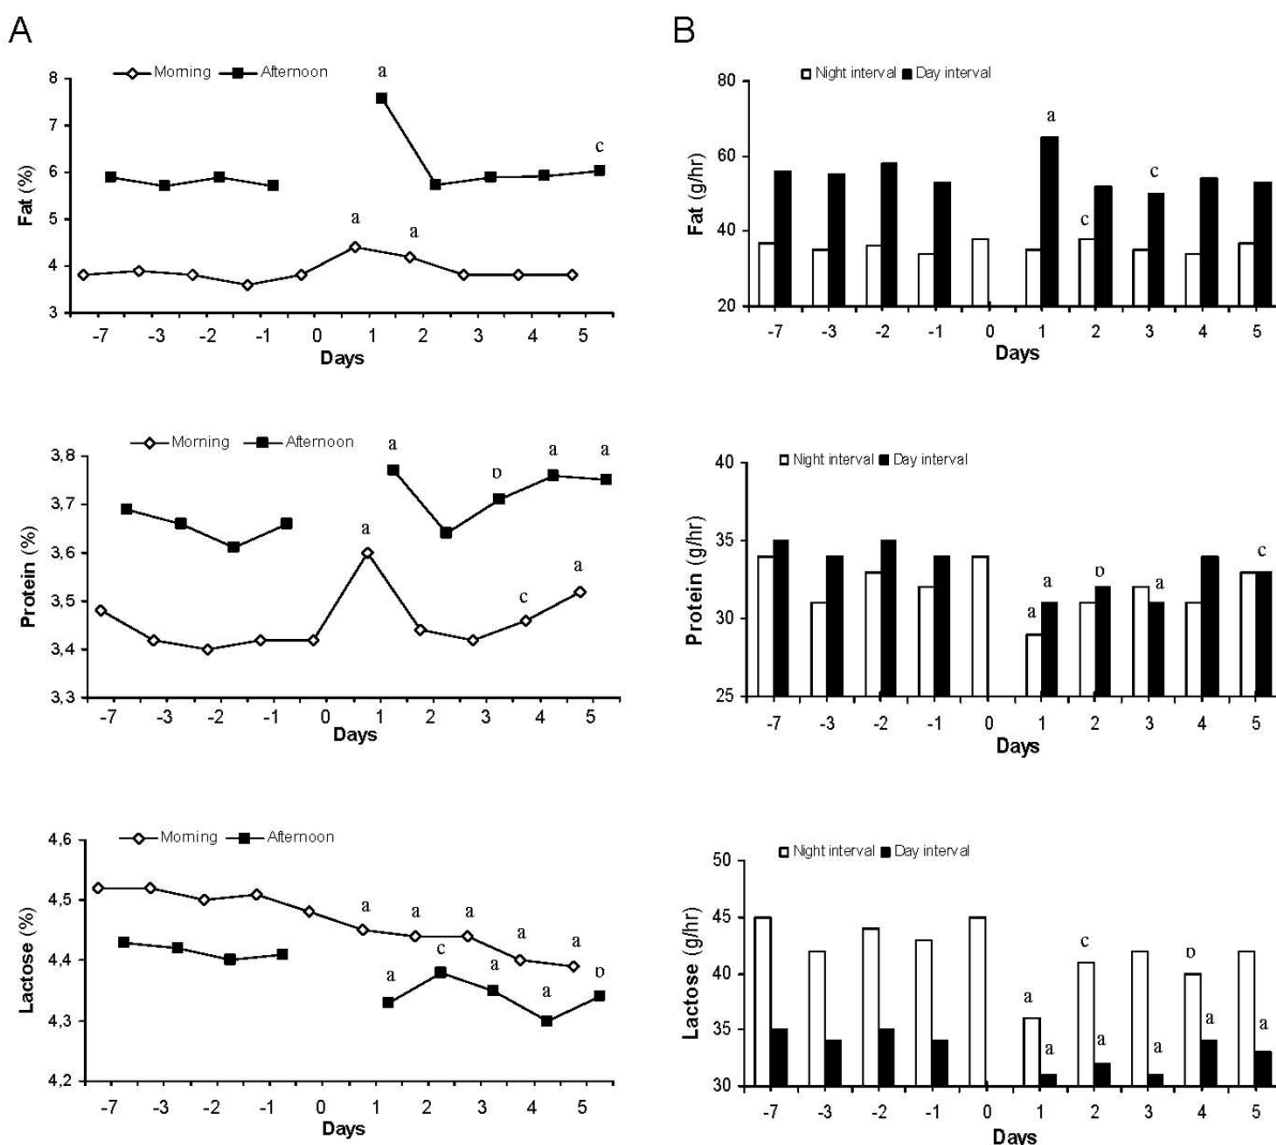 A
B
Morning Afternoon
Night interval Day interval
8
7
6
5
4
3
Fat (%)
a
c
a
a
-7 -3 -2 -1 0 1 2 3 4 5
Days
80
60
40
20
Fat (g/hr)
a
c
c
-7 -3 -2 -1 0 1 2 3 4 5
Days
Morning Afternoon
3,8
3,7
3,6
3,5
3,4
3,3
Protein (%)
a
b
a
a
a
c
a
-7 -3 -2 -1 0 1 2 3 4 5
Days
Night interval Day interval
40
35
30
25
Protein (g/hr)
a
a
b
a
c
-7 -3 -2 -1 0 1 2 3 4 5
Days
Morning Afternoon
4,6
4,5
4,4
4,3
4,2
Lactose (%)
a
a
a
a
a
a
c
a
a
b
-7 -3 -2 -1 0 1 2 3 4 5
Days
Night interval Day interval
50
45
40
35
30
Lactose (g/hr)
a
c
b
a
a
a
a
a
-7 -3 -2 -1 0 1 2 3 4 5
Days